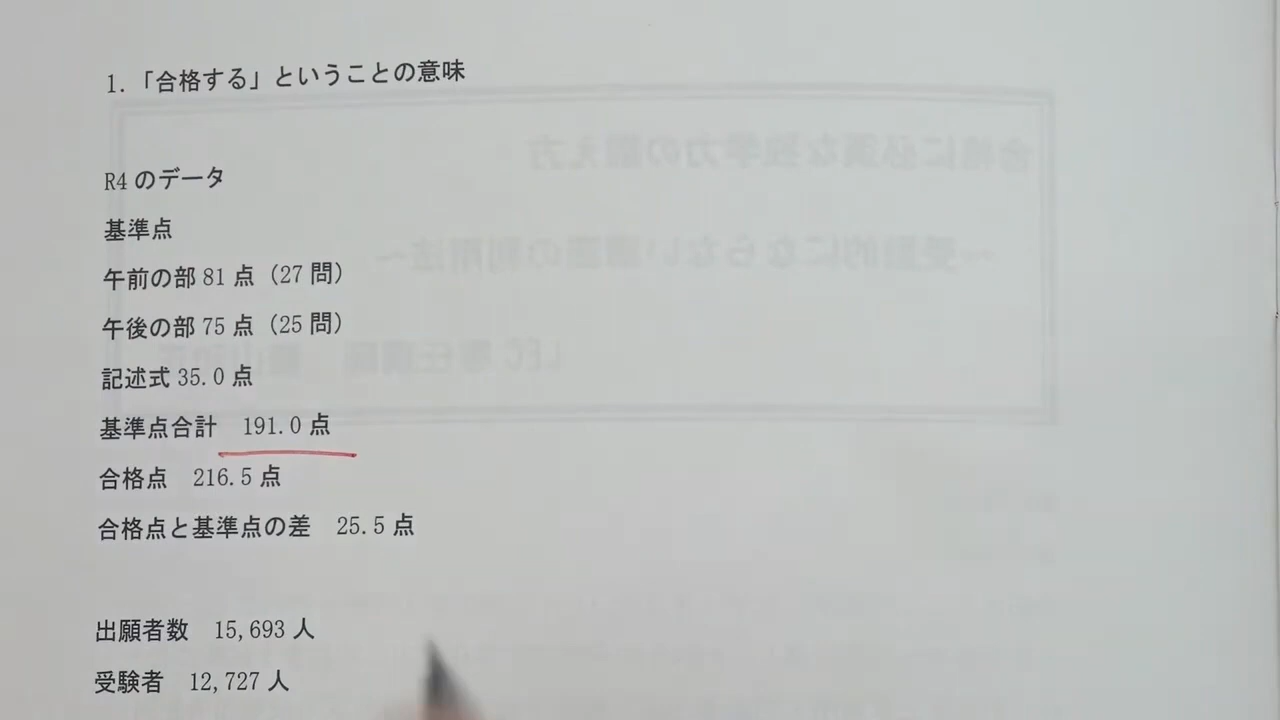 1.「合格する」ということの意味
R4 のデータ
基準点
午前の部 81 点（27 問）
午後の部 75 点（25 問）
記述式 35.0 点
基準点合計　191.0 点
合格点　216.5 点
合格点と基準点の差　25.5 点
出願者数　15,693 人
受験者　12,727 人